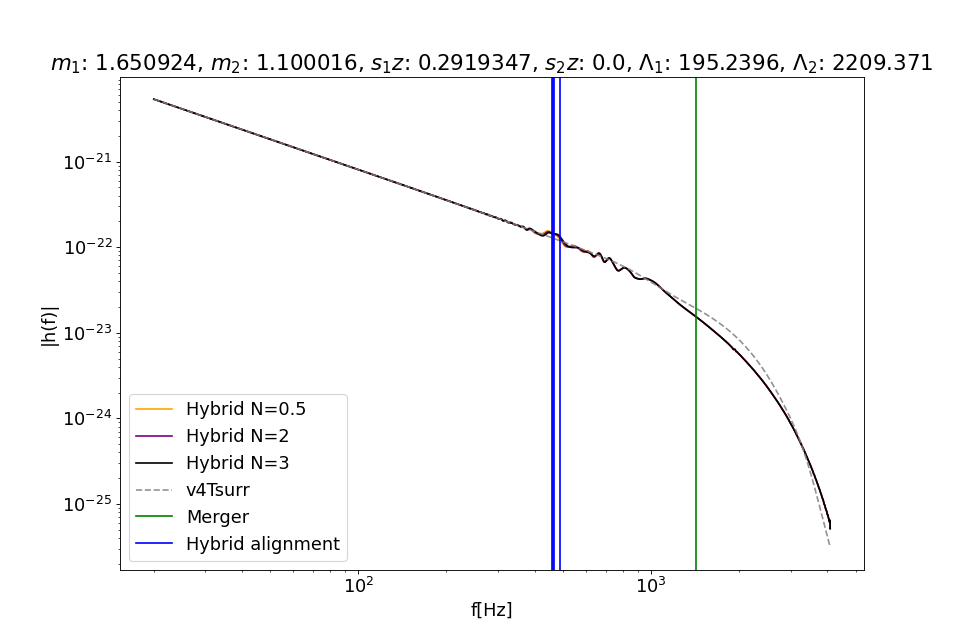 m₁: 1.650924, m₂: 1.100016, s₁z: 0.2919347, s₂z: 0.0, Λ₁: 195.2396, Λ₂: 2209.371
10⁻²¹
10⁻²²
10⁻²³
10⁻²⁴
10⁻²⁵
|h(f)|
Hybrid N=0.5
Hybrid N=2
Hybrid N=3
v4Tsurr
Merger
Hybrid alignment
10² 10³
f[Hz]